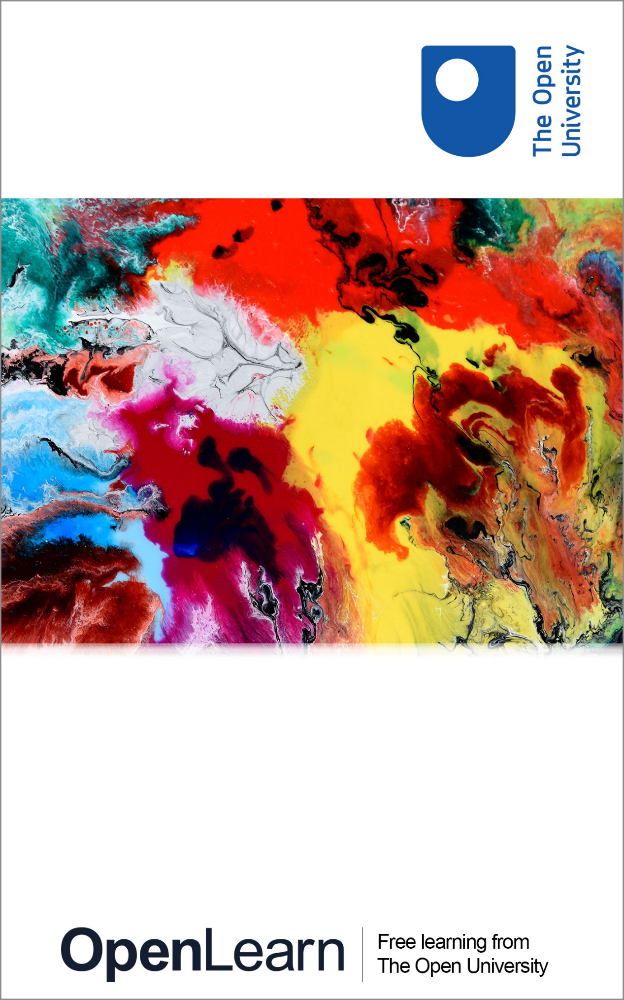 The Open
University
OpenLearn
Free learning from
The Open University